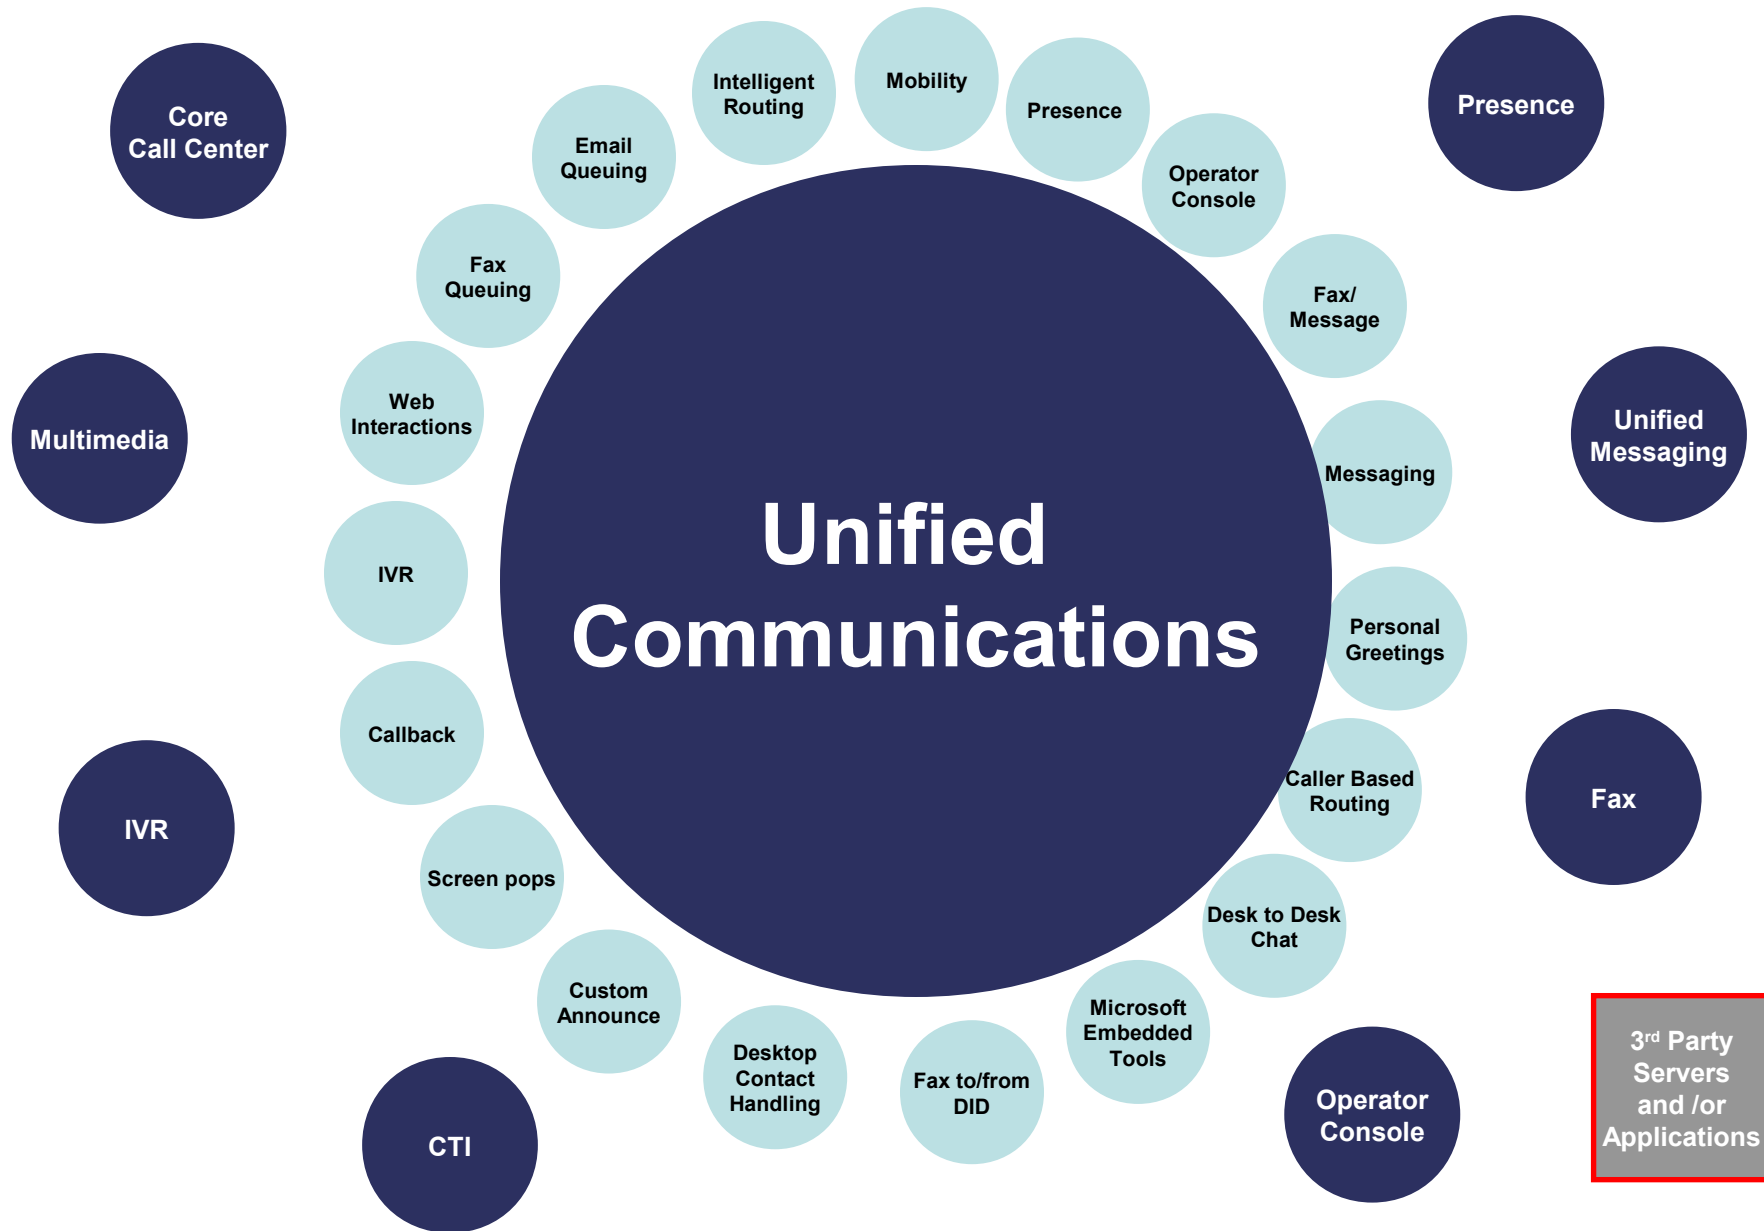 Core
Call Center
Intelligent
Routing
Mobility
Presence
Presence
Email
Queuing
Operator
Console
Fax
Queuing
Fax/
Message
Web
Interactions
Multimedia
Messaging
Unified
Messaging
Unified
Communications
IVR
Personal
Greetings
Callback
Caller Based
Routing
Fax
IVR
Screen pops
Desk to Desk
Chat
Custom
Announce
Microsoft
Embedded
Tools
Desktop
Contact
Handling
Fax to/from
DID
CTI
Operator
Console
3rd Party
Servers
and /or
Applications